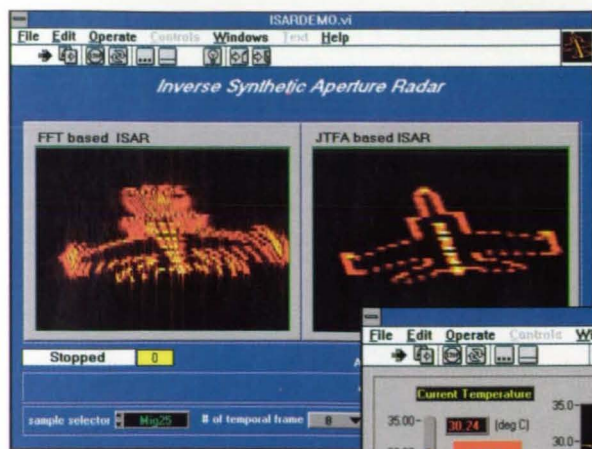 ISARDEMO.vi
File Edit Operate Controls Windows Text Help
Inverse Synthetic Aperture Radar
FFT based ISAR
JTFA based ISAR
Stopped 0
sample selector Mig25 # of temporal frame 8
File Edit Operate Controls
Current Temperature
35.00
30.24 (deg C)
35.0
30.0